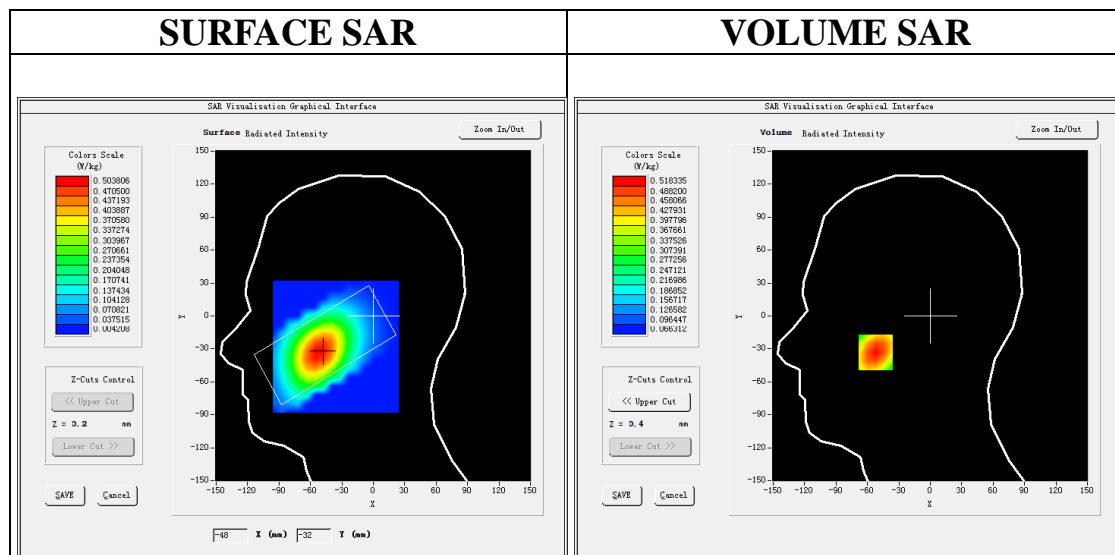 SURFACE SAR
VOLUME SAR
SAR Visualisation Graphical Interface
Surface Radiated Intensity
Zoom In/Out
Colors Scale
(W/kg)
0.503806
0.470500
0.437193
0.403887
0.370580
0.337274
0.303967
0.270661
0.237354
0.204048
0.170741
0.137434
0.104128
0.070821
0.037515
0.004208
150
120
90
60
30
0
-30
-60
-90
-120
-150
Y
-150 -120 -90 -60 -30 0 30 60 90 120 150
X
Z-Cuts Control
<< Upper Cut
Z = 0.2 mm
Lower Cut >>
SAVE Cancel
-48 X (mm) -32 Y (mm)
SAR Visualisation Graphical Interface
Volume Radiated Intensity
Zoom In/Out
Colors Scale
(W/kg)
0.518335
0.488200
0.458066
0.427931
0.397796
0.367661
0.337526
0.307391
0.277256
0.247121
0.216986
0.186852
0.156717
0.126582
0.096447
0.066312
150
120
90
60
30
0
-30
-60
-90
-120
-150
Y
-150 -120 -90 -60 -30 0 30 60 90 120 150
X
Z-Cuts Control
<< Upper Cut
Z = 0.4 mm
Lower Cut >>
SAVE Cancel